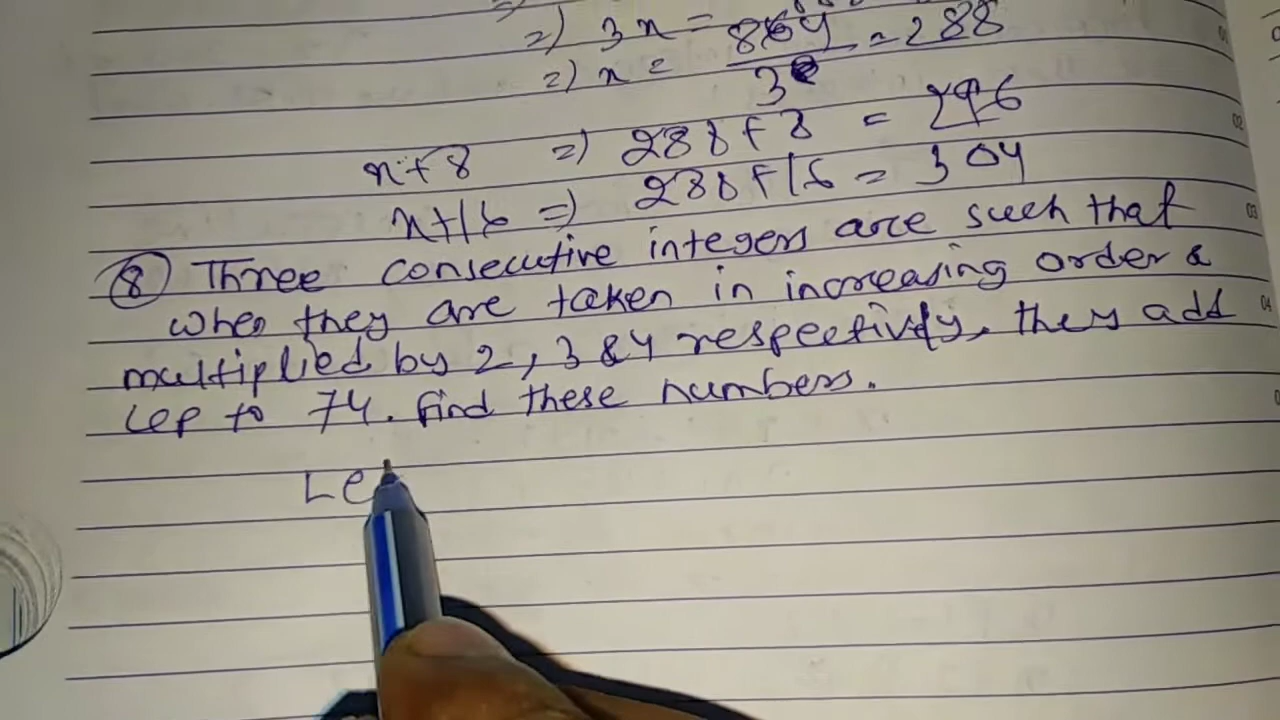 =) 3x = 864
=) x = 864/3 = 288
x+8 =) 288+8 = 296
x+16 =) 288+16 = 304
⑧ Three consecutive integers are such that
when they are taken in increasing order &
multiplied by 2, 3 & 4 respectively, they add
up to 74. find these numbers.
Le